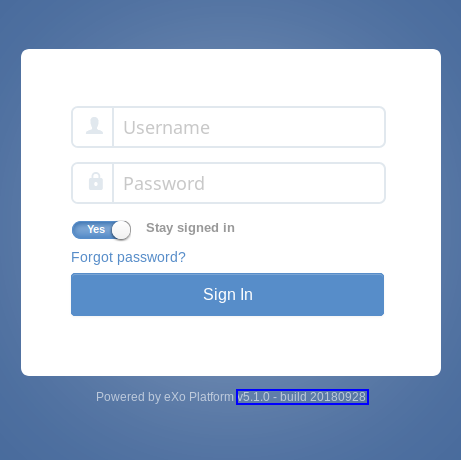 Username
Password
Yes Stay signed in
Forgot password?
Sign In
Powered by eXo Platform v5.1.0 - build 20180928